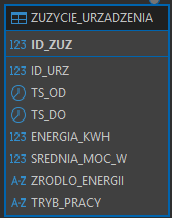 ZUZYCIE_URZADZENIA
123 ID_ZUZ
123 ID_URZ
TS_OD
TS_DO
123 ENERGIA_KWH
123 SREDNIA_MOC_W
A-Z ZRODLO_ENERGII
A-Z TRYB_PRACY